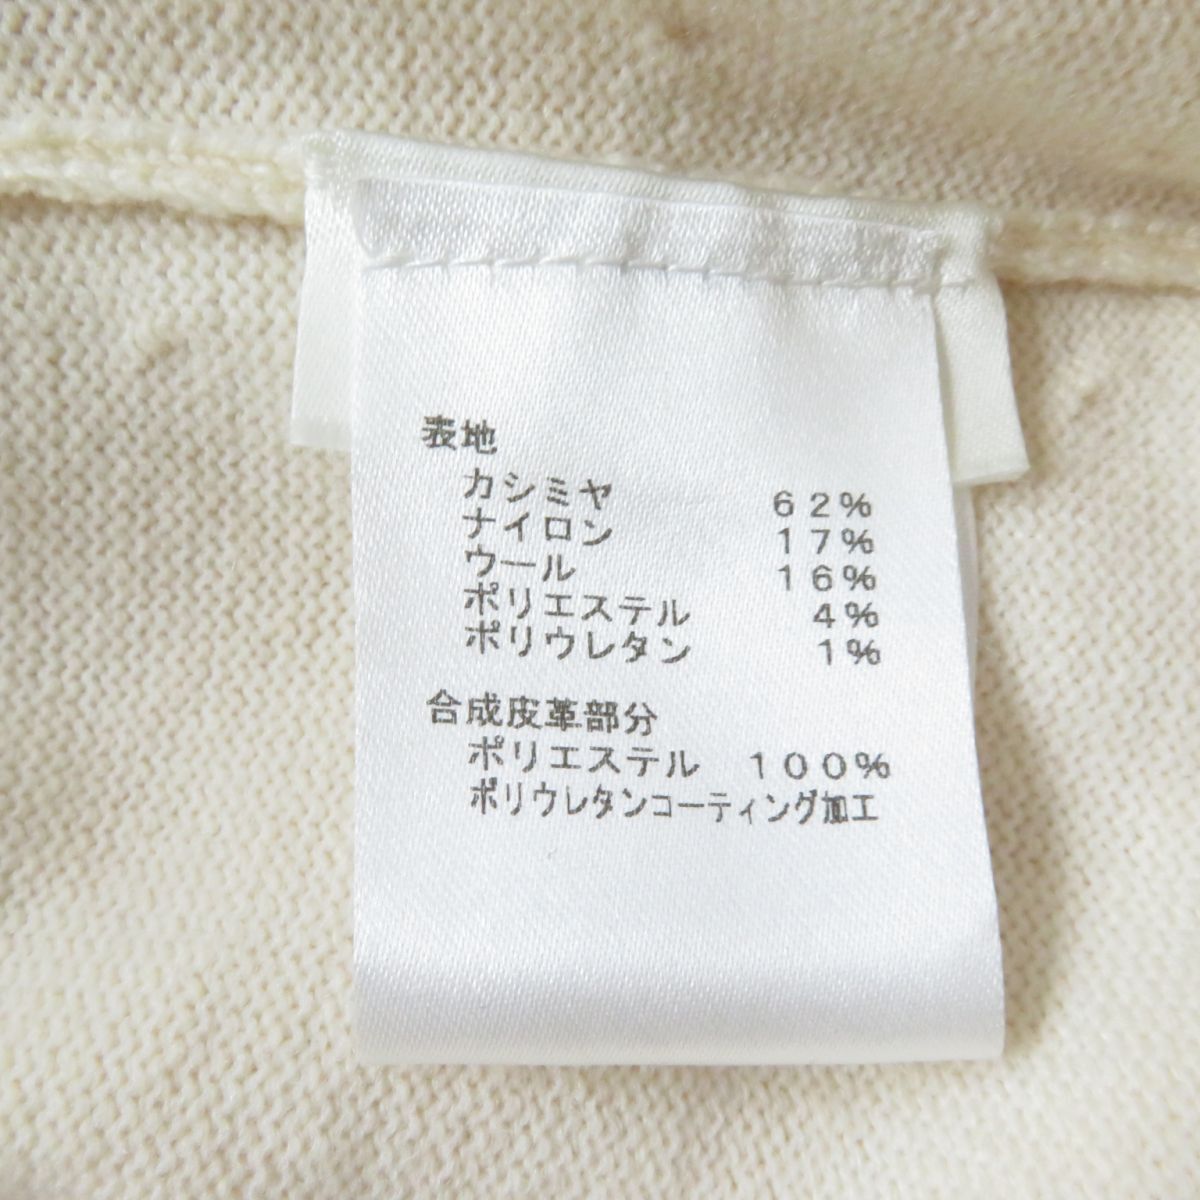 表地
カシミヤ 62%
ナイロン 17%
ウール 16%
ポリエステル 4%
ポリウレタン 1%
合成皮革部分
ポリエステル 100%
ポリウレタンコーティング加工